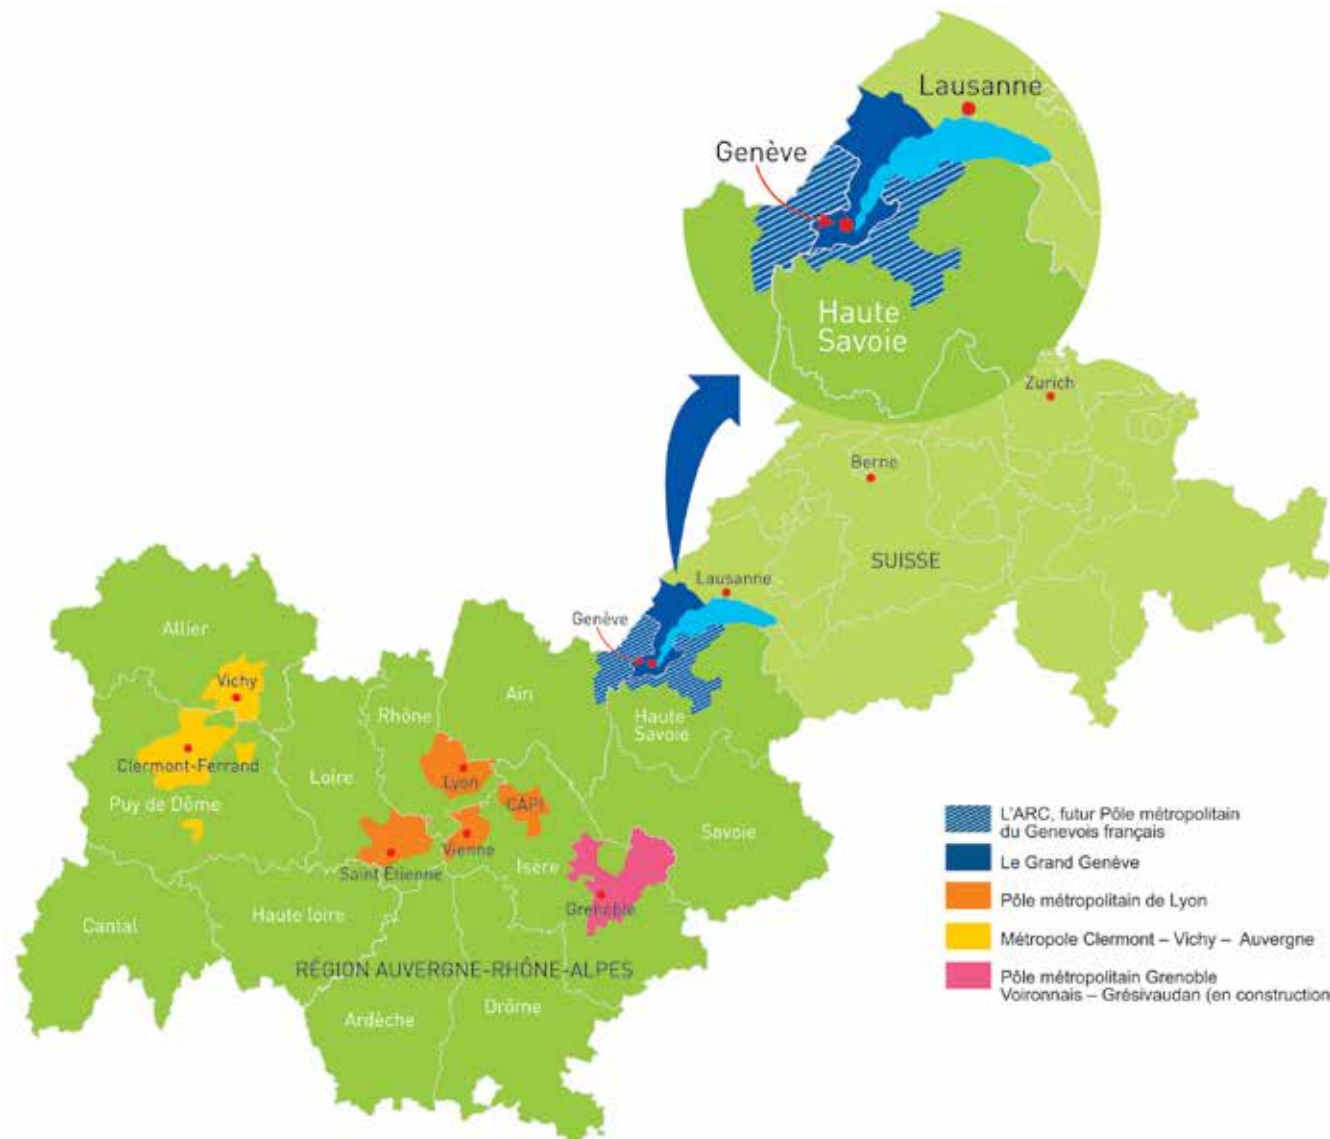 Lausanne
Genève
Haute
Savoie
Zurich
Berne
SUISSE
Lausanne
Genève
Allier
Vichy
Ain
Rhône
Haute
Savoie
Clermont-Ferrand
Loire
Lyon
Puy de Dôme
CAPI
Savoie
Vienne
Saint Etienne
Isère
Grenoble
Cantal
Haute loire
RÉGION AUVERGNE-RHÔNE-ALPES
Ardèche
Drôme
L'ARC, futur Pôle métropolitain
du Genevois français
Le Grand Genève
Pôle métropolitain de Lyon
Métropole Clermont – Vichy – Auvergne
Pôle métropolitain Grenoble
Voironnais – Grésivaudan (en construction